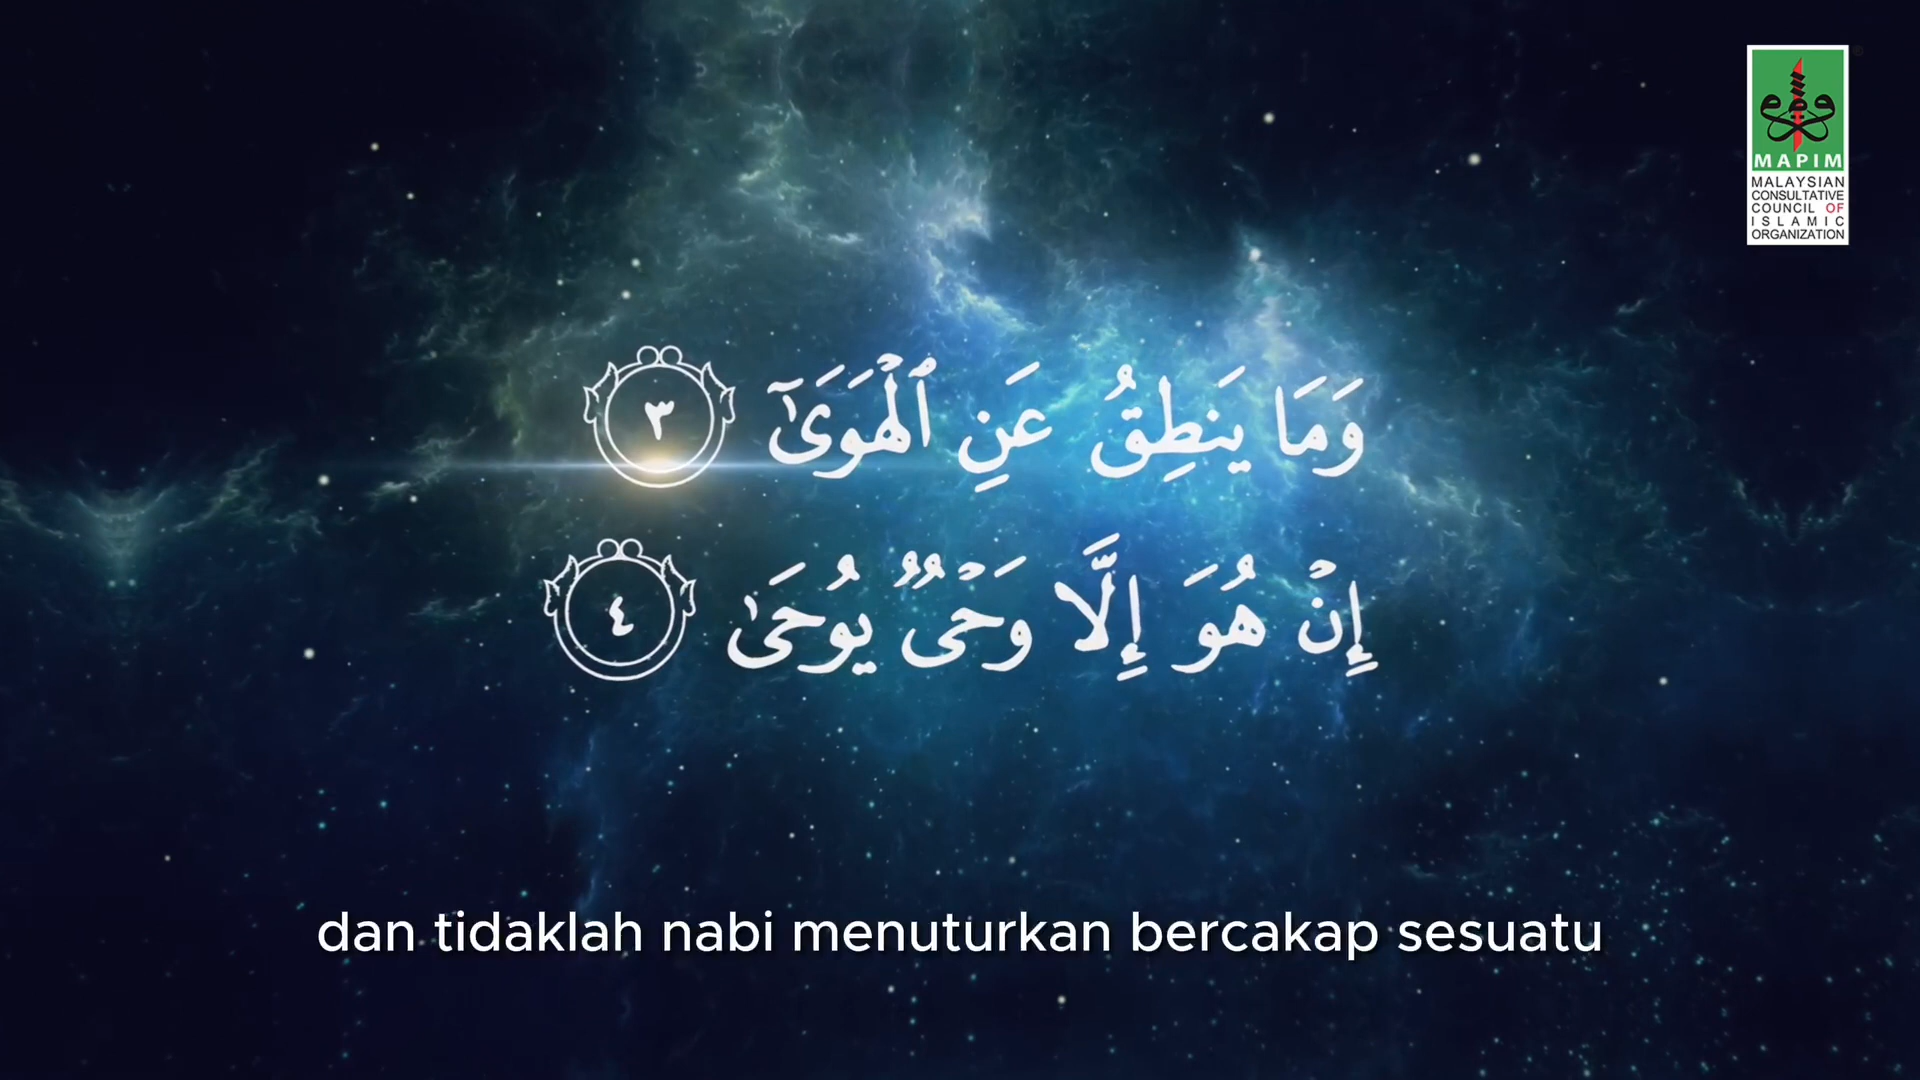 وَمَا يَنطِقُ عَنِ ٱلْهَوَىٰٓ ٣
إِنْ هُوَ إِلَّا وَحْىٌ يُوحَىٰ ٤
dan tidaklah nabi menuturkan bercakap sesuatu
MAPIM
MALAYSIAN
CONSULTATIVE
COUNCIL OF
ISLAMIC
ORGANIZATION